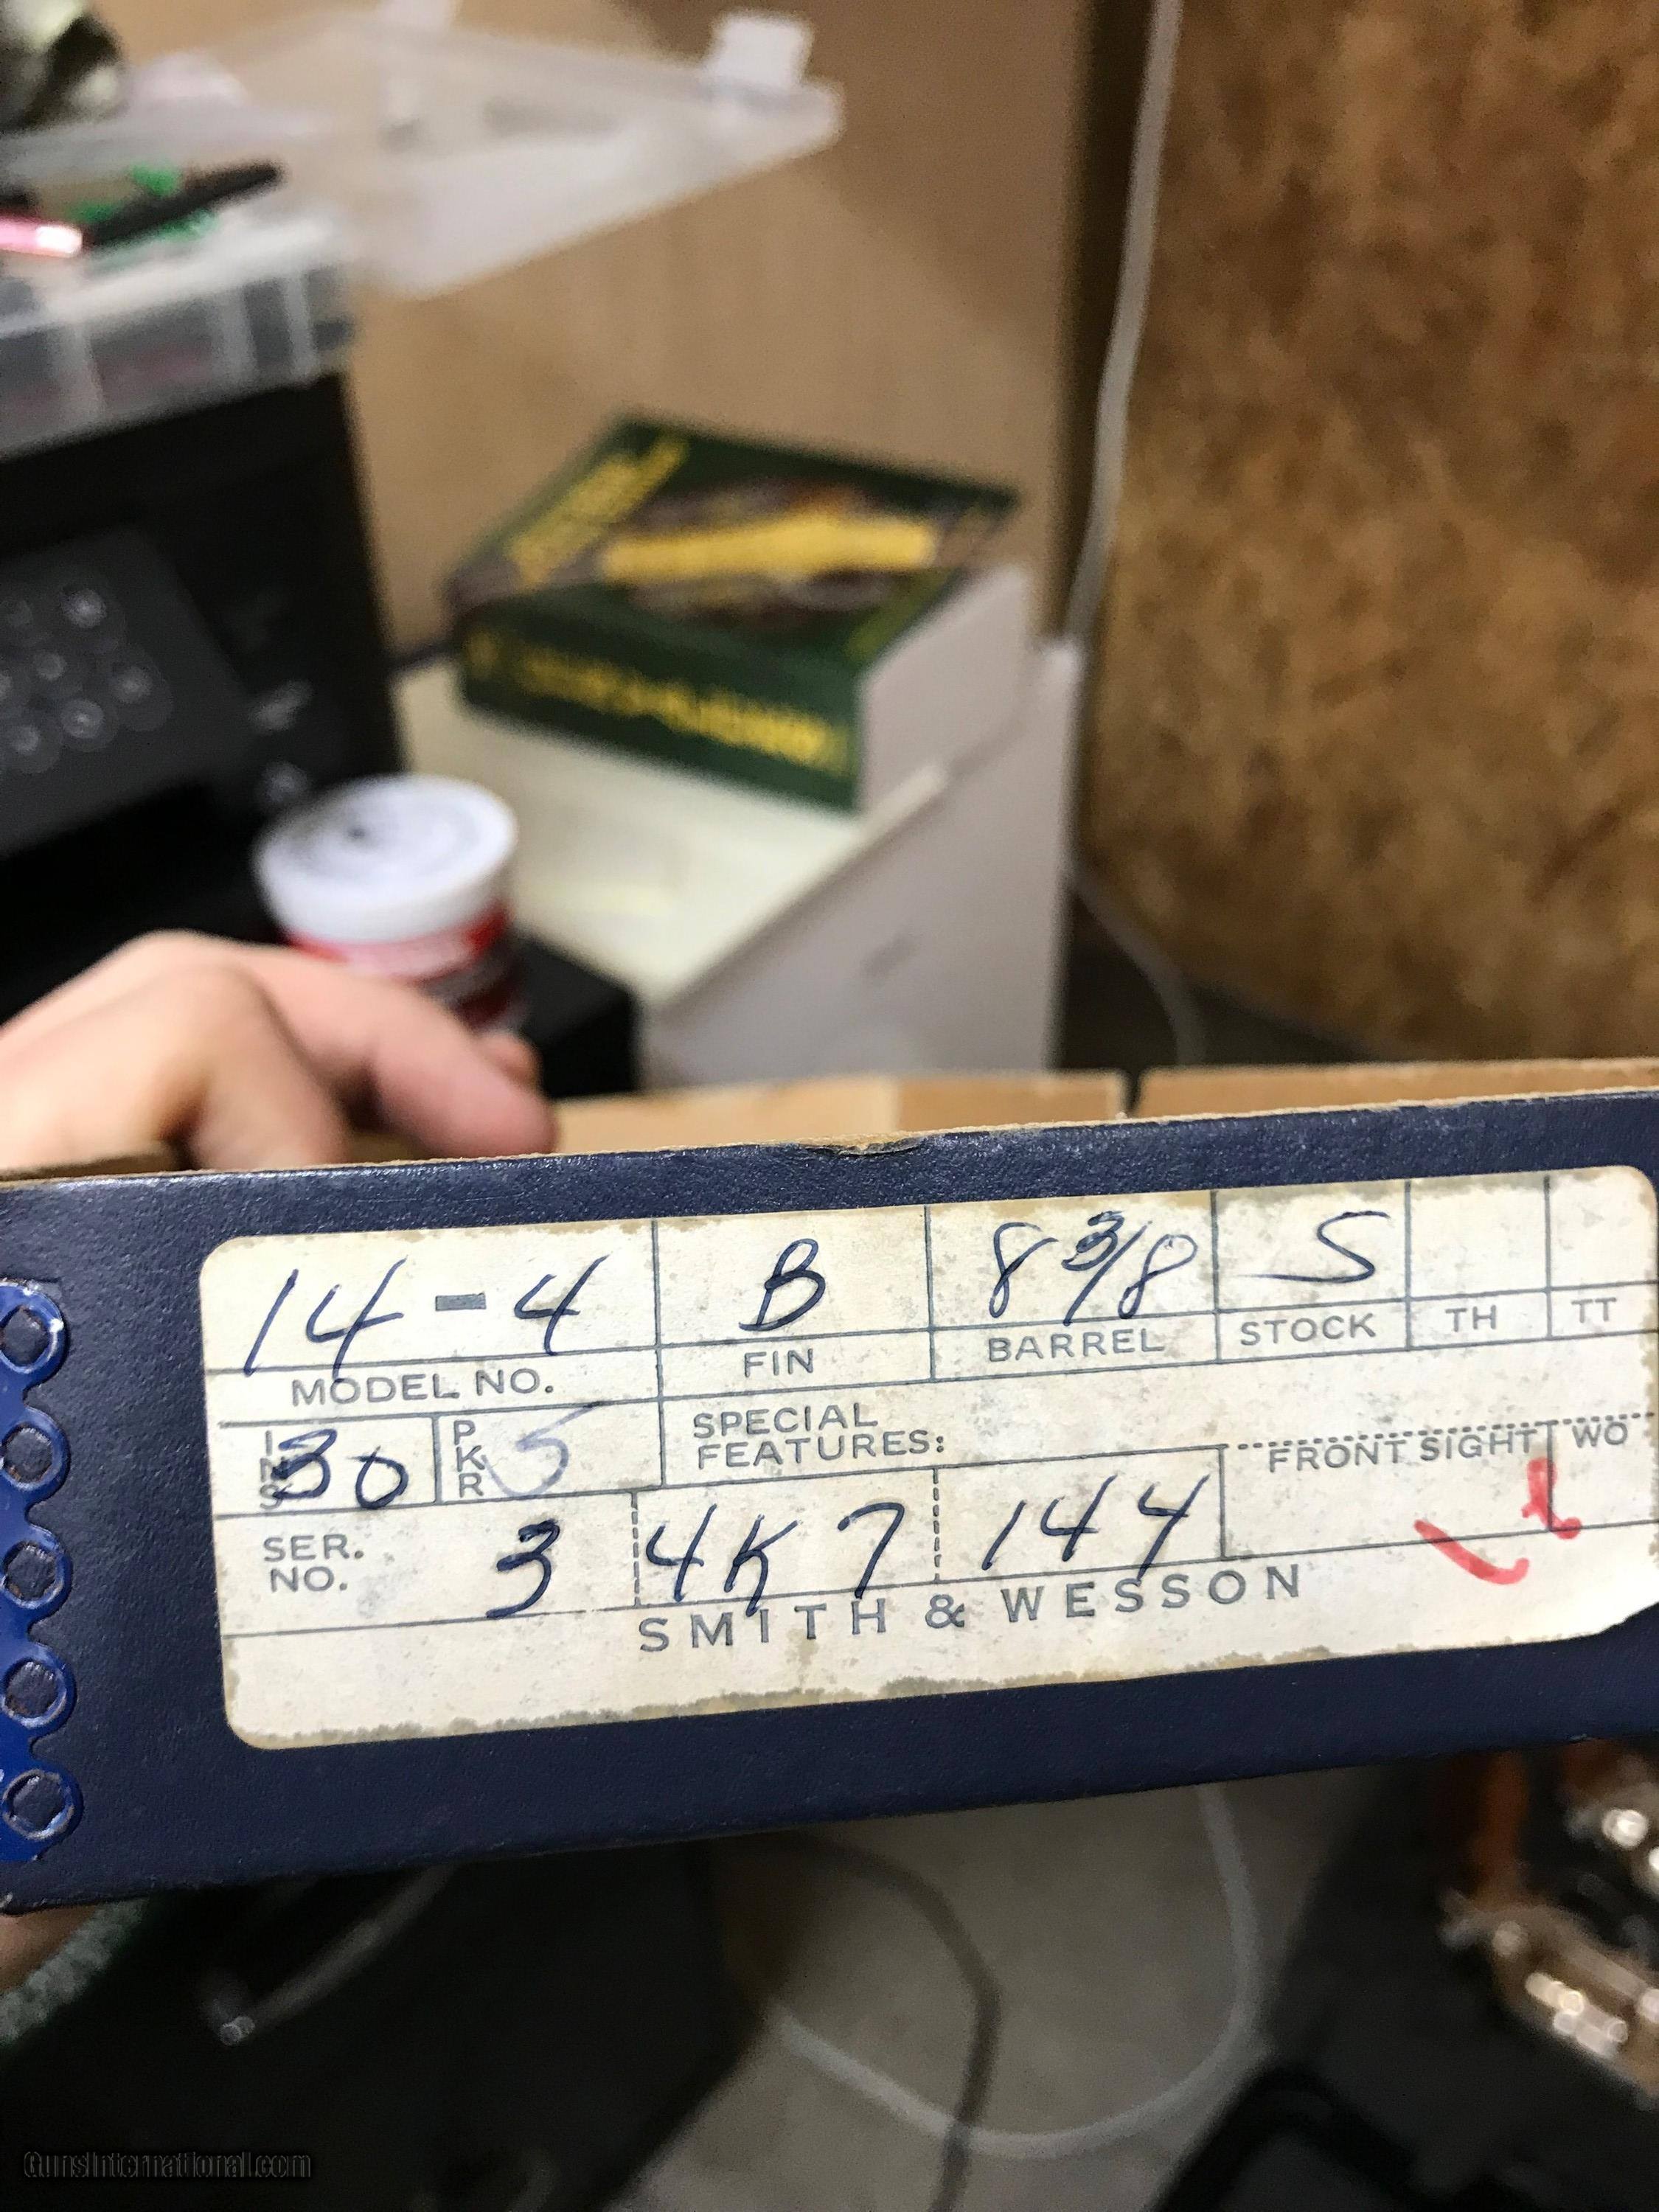 14-4 B 8 3/8 S
MODEL NO. FIN BARREL STOCK TH TT
INS 30 PKR 5 SPECIAL
FEATURES: FRONT SIGHT WO
SER.
NO. 3 4K7 144
SMITH & WESSON
GunsInternational.com